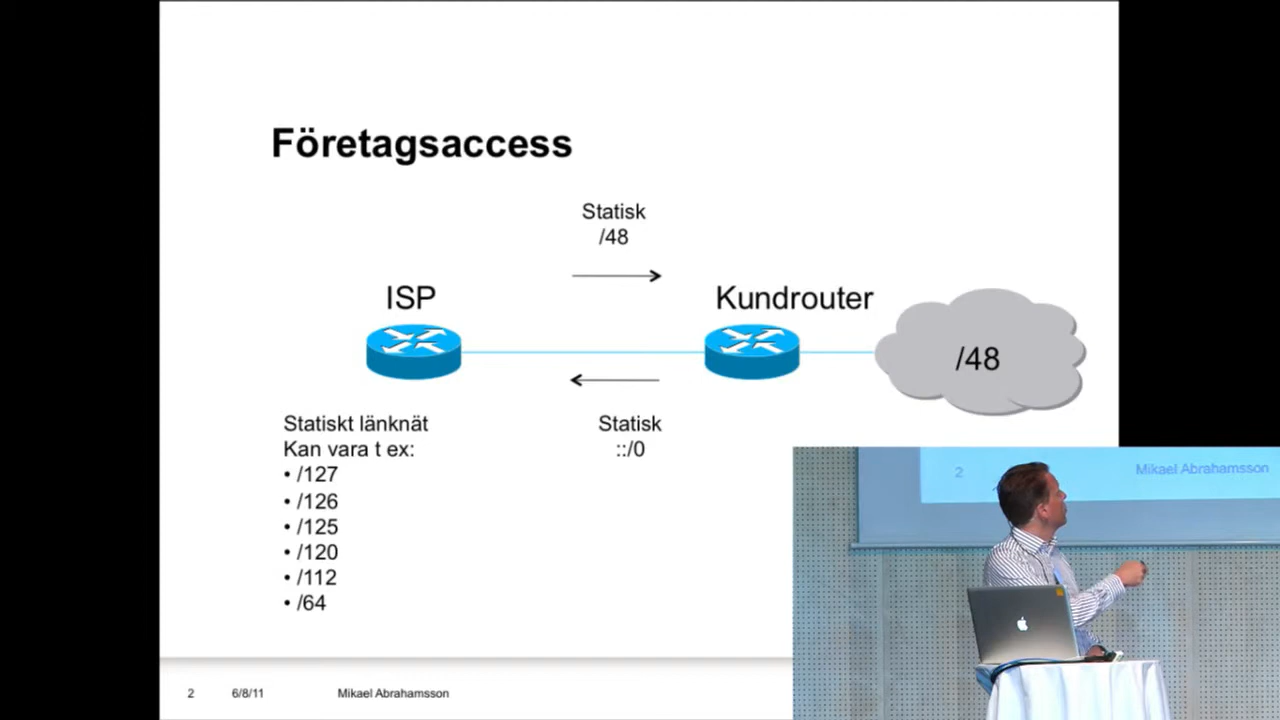 Företagsaccess
Statisk
/48
ISP
Kundrouter
/48
Statiskt länknät
Kan vara t ex:
• /127
• /126
• /125
• /120
• /112
• /64
Statisk
::/0
2
Mikael Abrahamsson
2
6/8/11
Mikael Abrahamsson